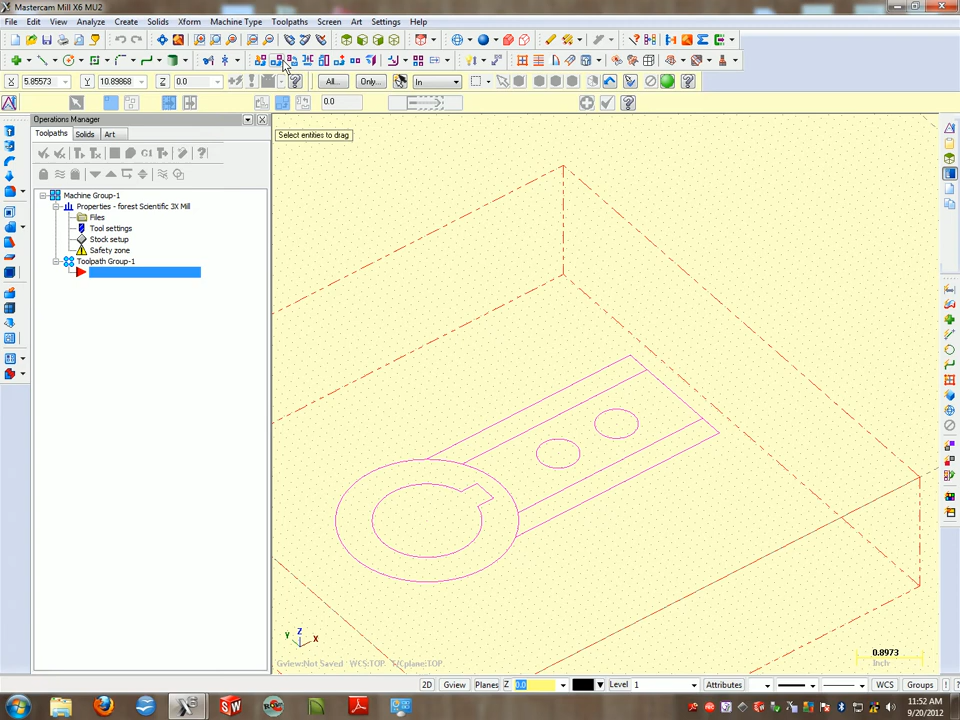 Mastercam Mill X6 MU2
File Edit View Analyze Create Solids Xform Machine Type Toolpaths Screen Art Settings Help
X 5.85573 Y 10.89868 Z 0.0 All... Only... In
0.0
Operations Manager
Toolpaths Solids Art
Select entities to drag
G1
Machine Group-1
Properties - forest Scientific 3X Mill
Files
Tool settings
Stock setup
Safety zone
Toolpath Group-1
Z
Y
X
Gview:Not Saved WCS:TOP T/Cplane:TOP
0.8973
Inch
2D Gview Planes Z 0.0 Level 1 Attributes WCS Groups ! ?
11:52 AM
9/20/2012